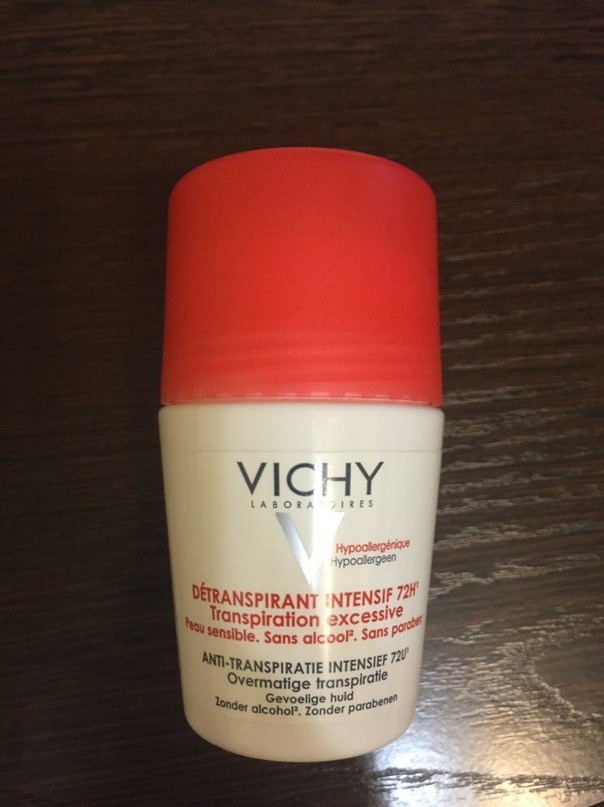 VICHY
LABORATOIRES
V
Hypoallergénique
Hypoallergeen
DÉTRANSPIRANT INTENSIF 72H¹
Transpiration excessive
Peau sensible. Sans alcool². Sans paraben
ANTI-TRANSPIRATIE INTENSIEF 72U¹
Overmatige transpiratie
Gevoelige huid
Zonder alcohol². Zonder parabenen